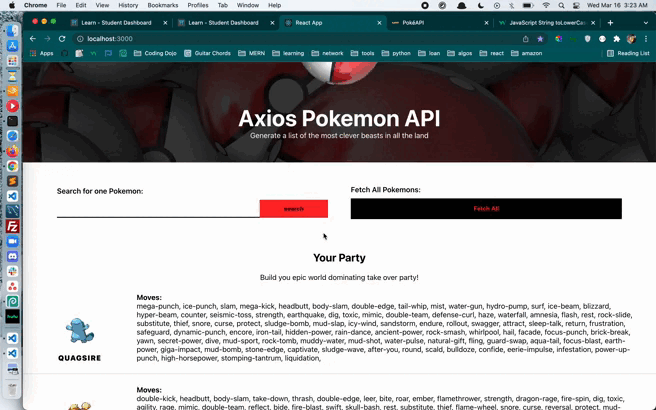 Chrome File Edit View History Bookmarks Profiles Tab Window Help Wed Mar 16 3:23 AM
Learn - Student Dashboard Learn - Student Dashboard React App PokéAPI JavaScript String toLowerCas
localhost:3000
Apps Coding Dojo Guitar Chords MERN learning network tools python loan algos react amazon Reading List
Axios Pokemon API
Generate a list of the most clever beasts in all the land
Search for one Pokemon:
Fetch All Pokemons:
search
Fetch All
Your Party
Build you epic world dominating take over party!
Moves:
mega-punch, ice-punch, slam, mega-kick, headbutt, body-slam, double-edge, tail-whip, mist, water-gun, hydro-pump, surf, ice-beam, blizzard,
hyper-beam, counter, seismic-toss, strength, earthquake, dig, toxic, mimic, double-team, defense-curl, haze, waterfall, amnesia, flash, rest, rock-slide,
substitute, thief, snore, curse, protect, sludge-bomb, mud-slap, icy-wind, sandstorm, endure, rollout, swagger, attract, sleep-talk, return, frustration,
safeguard, dynamic-punch, encore, iron-tail, hidden-power, rain-dance, ancient-power, rock-smash, whirlpool, hail, facade, focus-punch, brick-break,
yawn, secret-power, dive, mud-sport, rock-tomb, muddy-water, mud-shot, water-pulse, natural-gift, fling, guard-swap, aqua-tail, focus-blast, earth-
power, giga-impact, mud-bomb, stone-edge, captivate, sludge-wave, after-you, round, scald, bulldoze, confide, eerie-impulse, infestation, power-up-
punch, high-horsepower, stomping-tantrum, liquidation,
QUAGSIRE
Moves:
double-kick, headbutt, body-slam, take-down, thrash, double-edge, leer, bite, roar, ember, flamethrower, strength, dragon-rage, fire-spin, dig, toxic,
agility, rage, mimic, double-team, reflect, bide, fire-blast, swift, skull-bash, rest, substitute, thief, flame-wheel, snore, curse, reversal, protect, mud-